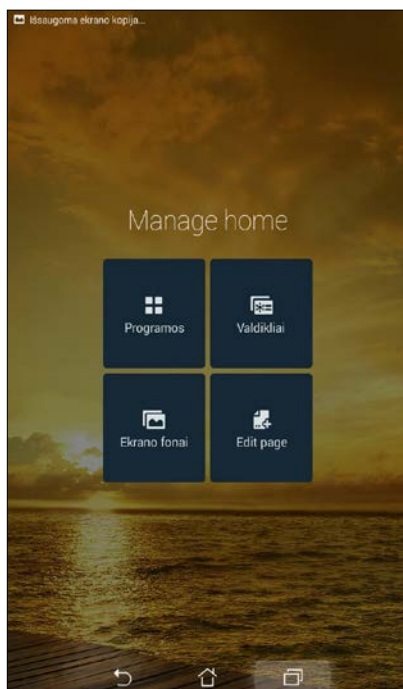 Išsaugoma ekrano kopija...
Manage home
Programos
Valdikliai
Ekrano fonai
Edit page